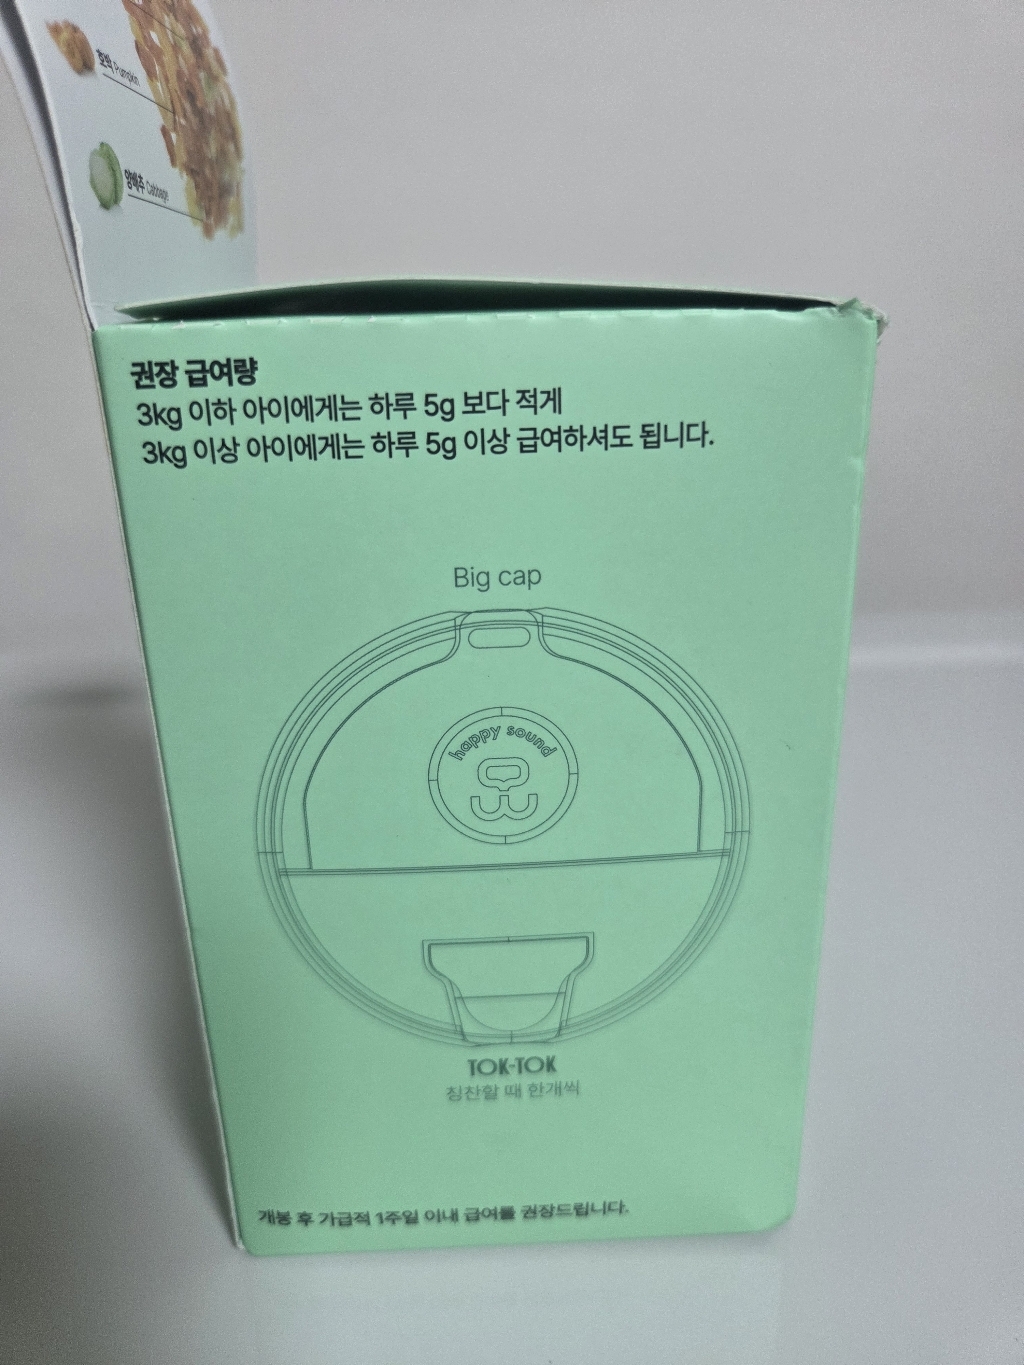 호박 Pumpkin
양배추 Cabbage
권장 급여량
3kg 이하 아이에게는 하루 5g 보다 적게
3kg 이상 아이에게는 하루 5g 이상 급여하셔도 됩니다.
Big cap
happy sound
TOK-TOK
칭찬할 때 한개씩
개봉 후 가급적 1주일 이내 급여를 권장드립니다.